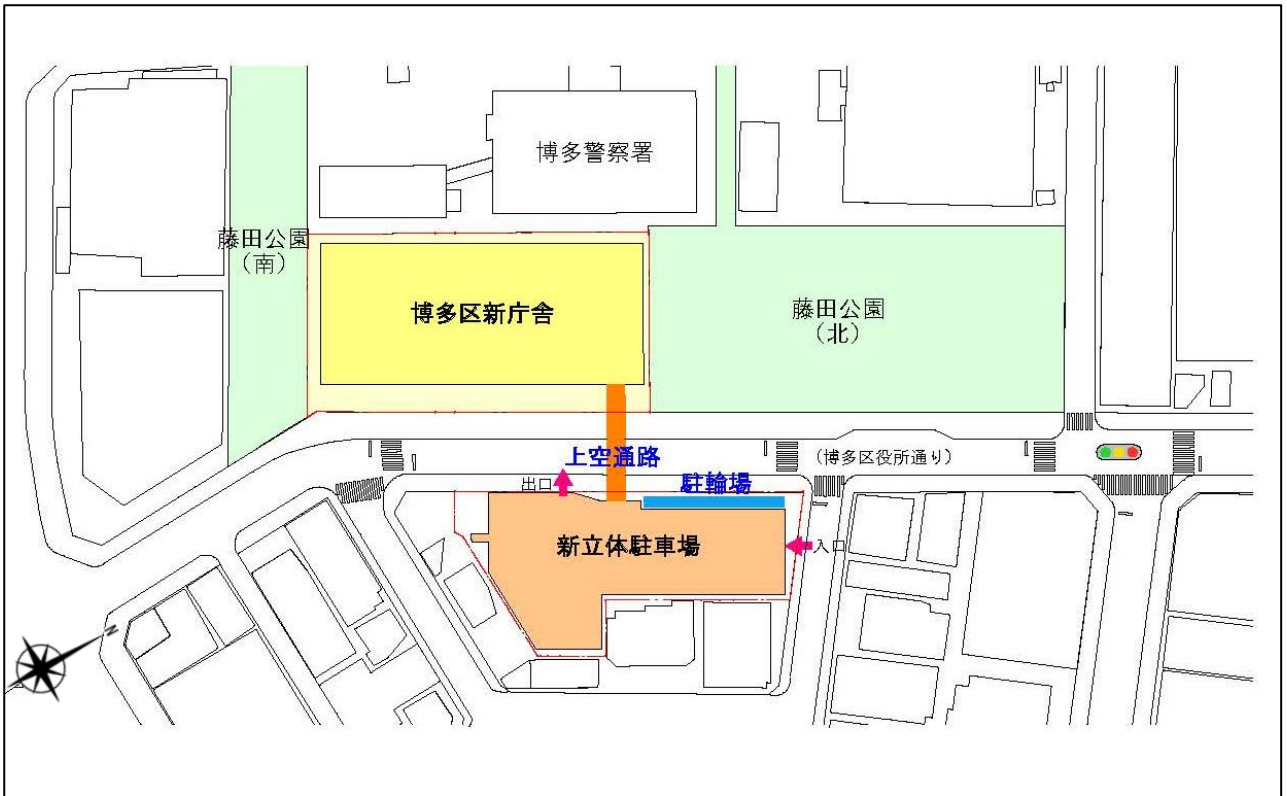 博多警察署
藤田公園
（南）
博多区新庁舎
藤田公園
（北）
上空通路
（博多区役所通り）
出口
駐輪場
新立体駐車場
入口
N